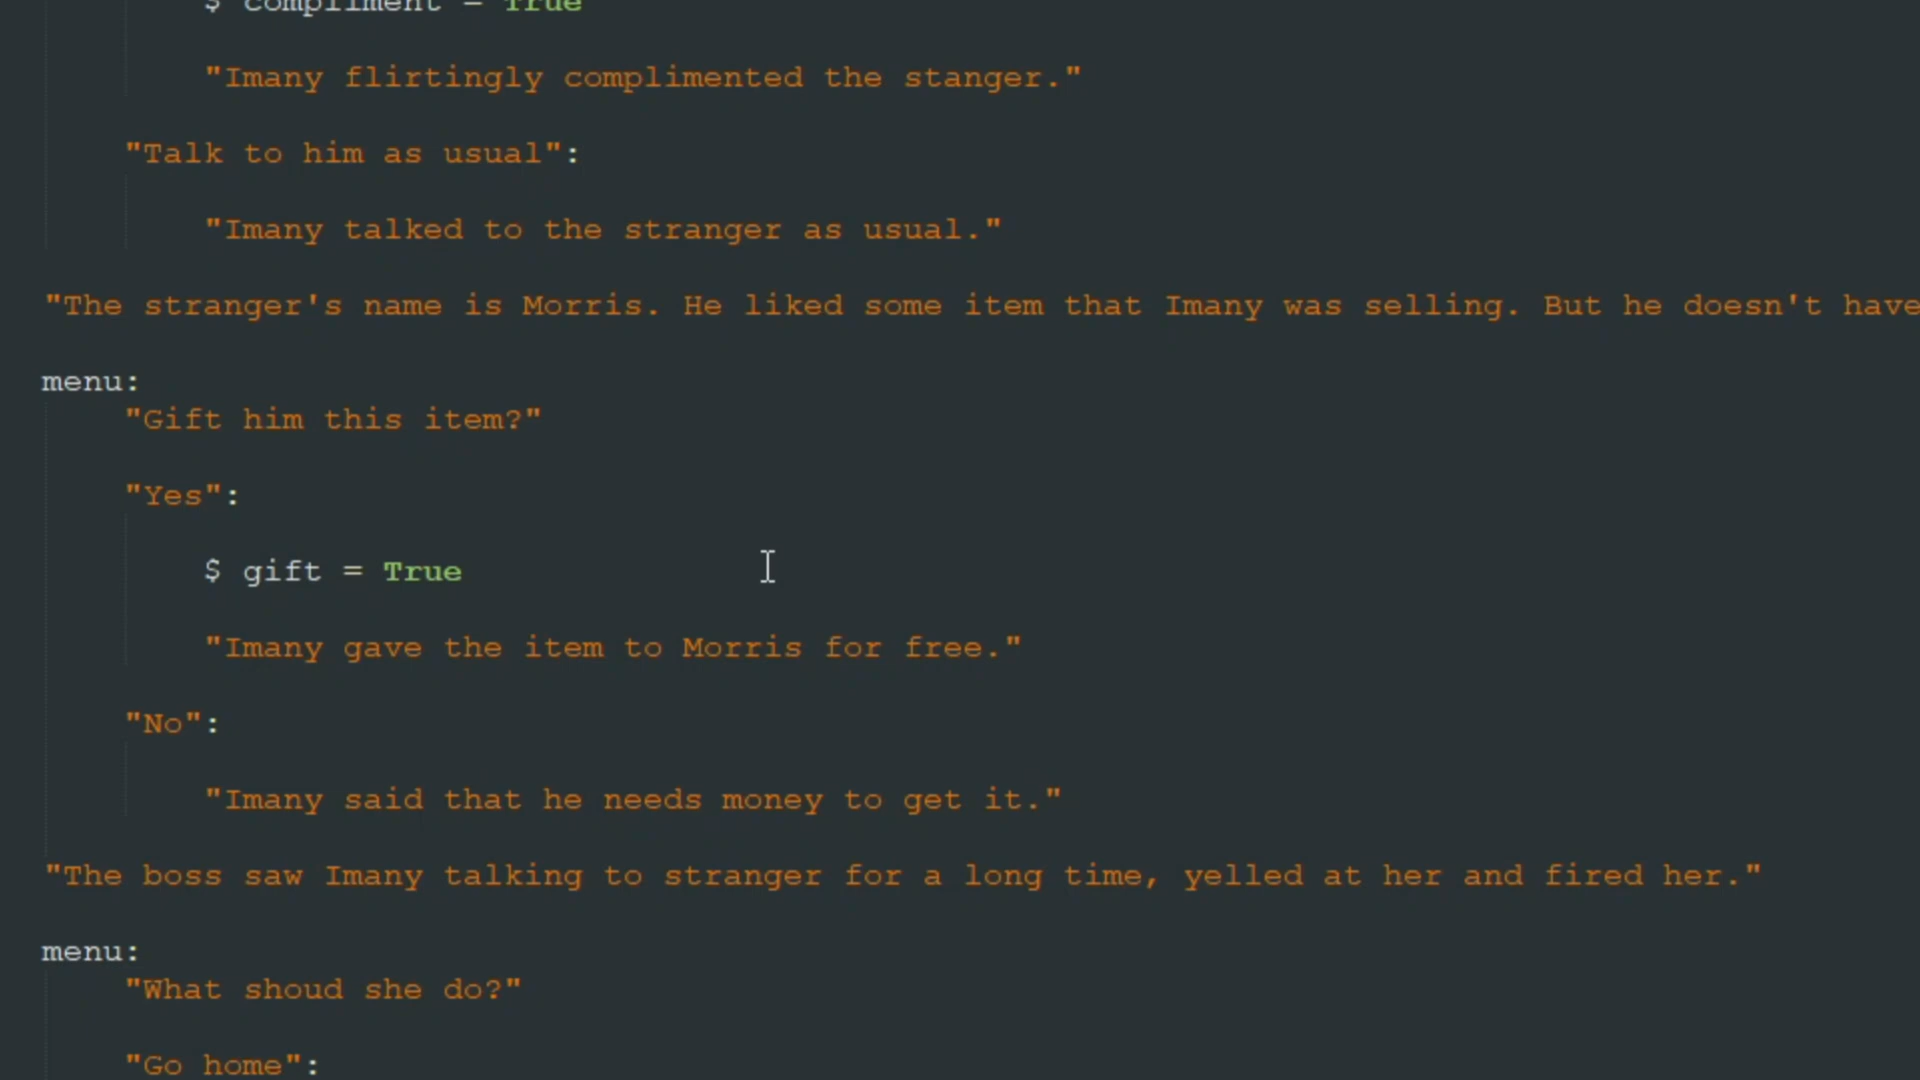 $ compliment = True
"Imany flirtingly complimented the stanger."
"Talk to him as usual":
"Imany talked to the stranger as usual."
"The stranger's name is Morris. He liked some item that Imany was selling. But he doesn't have
menu:
"Gift him this item?"
"Yes":
$ gift = True
"Imany gave the item to Morris for free."
"No":
"Imany said that he needs money to get it."
"The boss saw Imany talking to stranger for a long time, yelled at her and fired her."
menu:
"What shoud she do?"
"Go home":